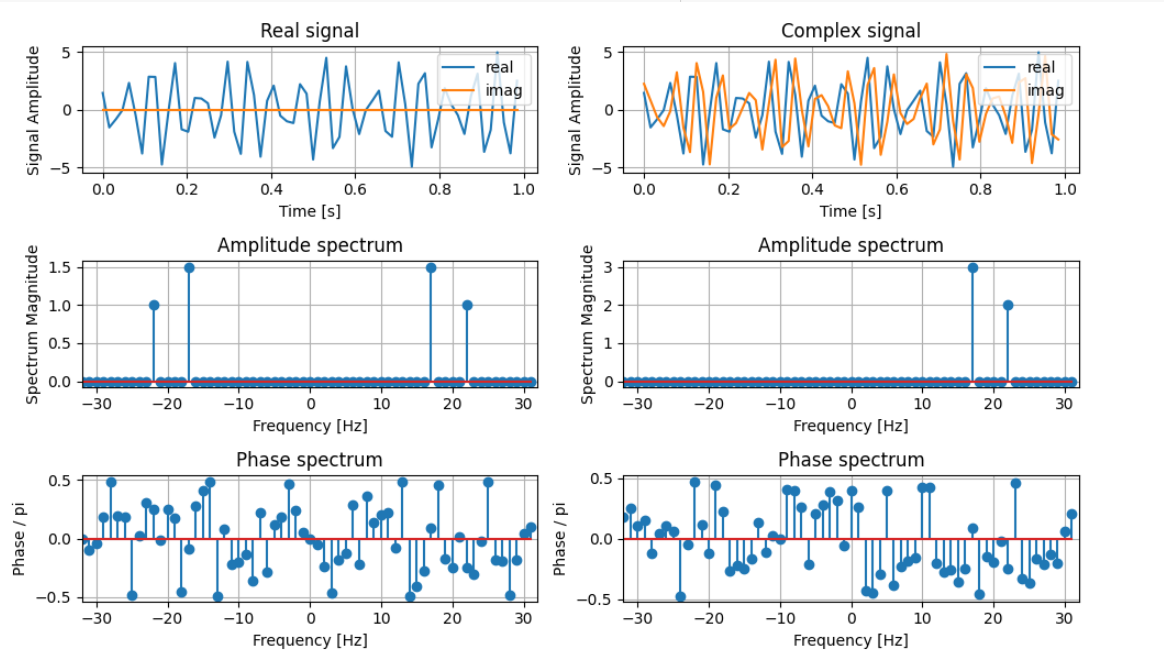 Real signal
Signal Amplitude
5
0
−5
real
imag
0.0 0.2 0.4 0.6 0.8 1.0
Time [s]
Complex signal
Signal Amplitude
5
0
−5
real
imag
0.0 0.2 0.4 0.6 0.8 1.0
Time [s]
Amplitude spectrum
Spectrum Magnitude
1.5
1.0
0.5
0.0
−30 −20 −10 0 10 20 30
Frequency [Hz]
Amplitude spectrum
Spectrum Magnitude
3
2
1
0
−30 −20 −10 0 10 20 30
Frequency [Hz]
Phase spectrum
Phase / pi
0.5
0.0
−0.5
−30 −20 −10 0 10 20 30
Frequency [Hz]
Phase spectrum
Phase / pi
0.5
0.0
−0.5
−30 −20 −10 0 10 20 30
Frequency [Hz]